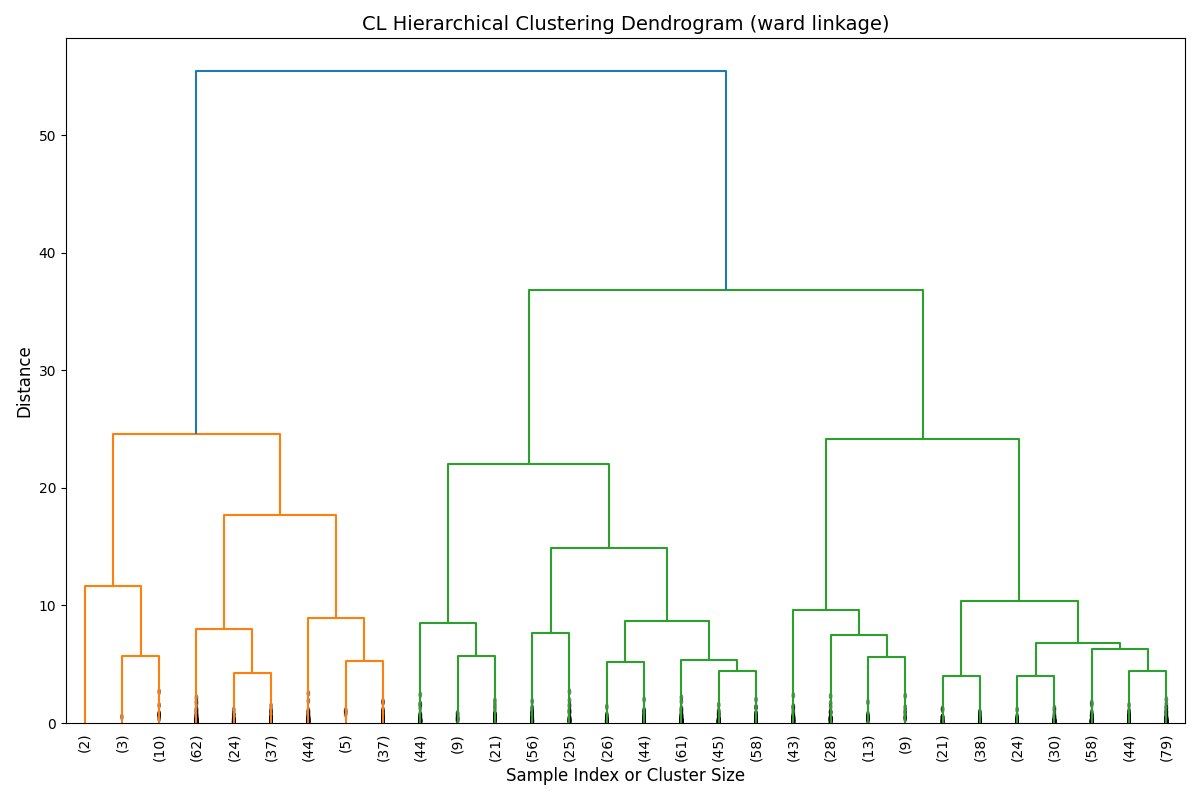 CL Hierarchical Clustering Dendrogram (ward linkage)
Distance
50
40
30
20
10
0
(2) (3) (10) (62) (24) (37) (44) (5) (37) (44) (9) (21) (56) (25) (26) (44) (61) (45) (58) (43) (28) (13) (9) (21) (38) (24) (30) (58) (44) (79)
Sample Index or Cluster Size